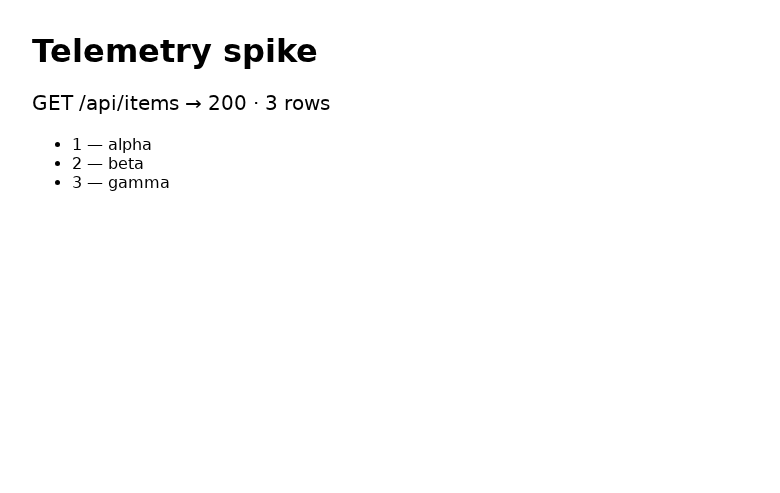 Telemetry spike
GET /api/items → 200 · 3 rows
• 1 — alpha
• 2 — beta
• 3 — gamma